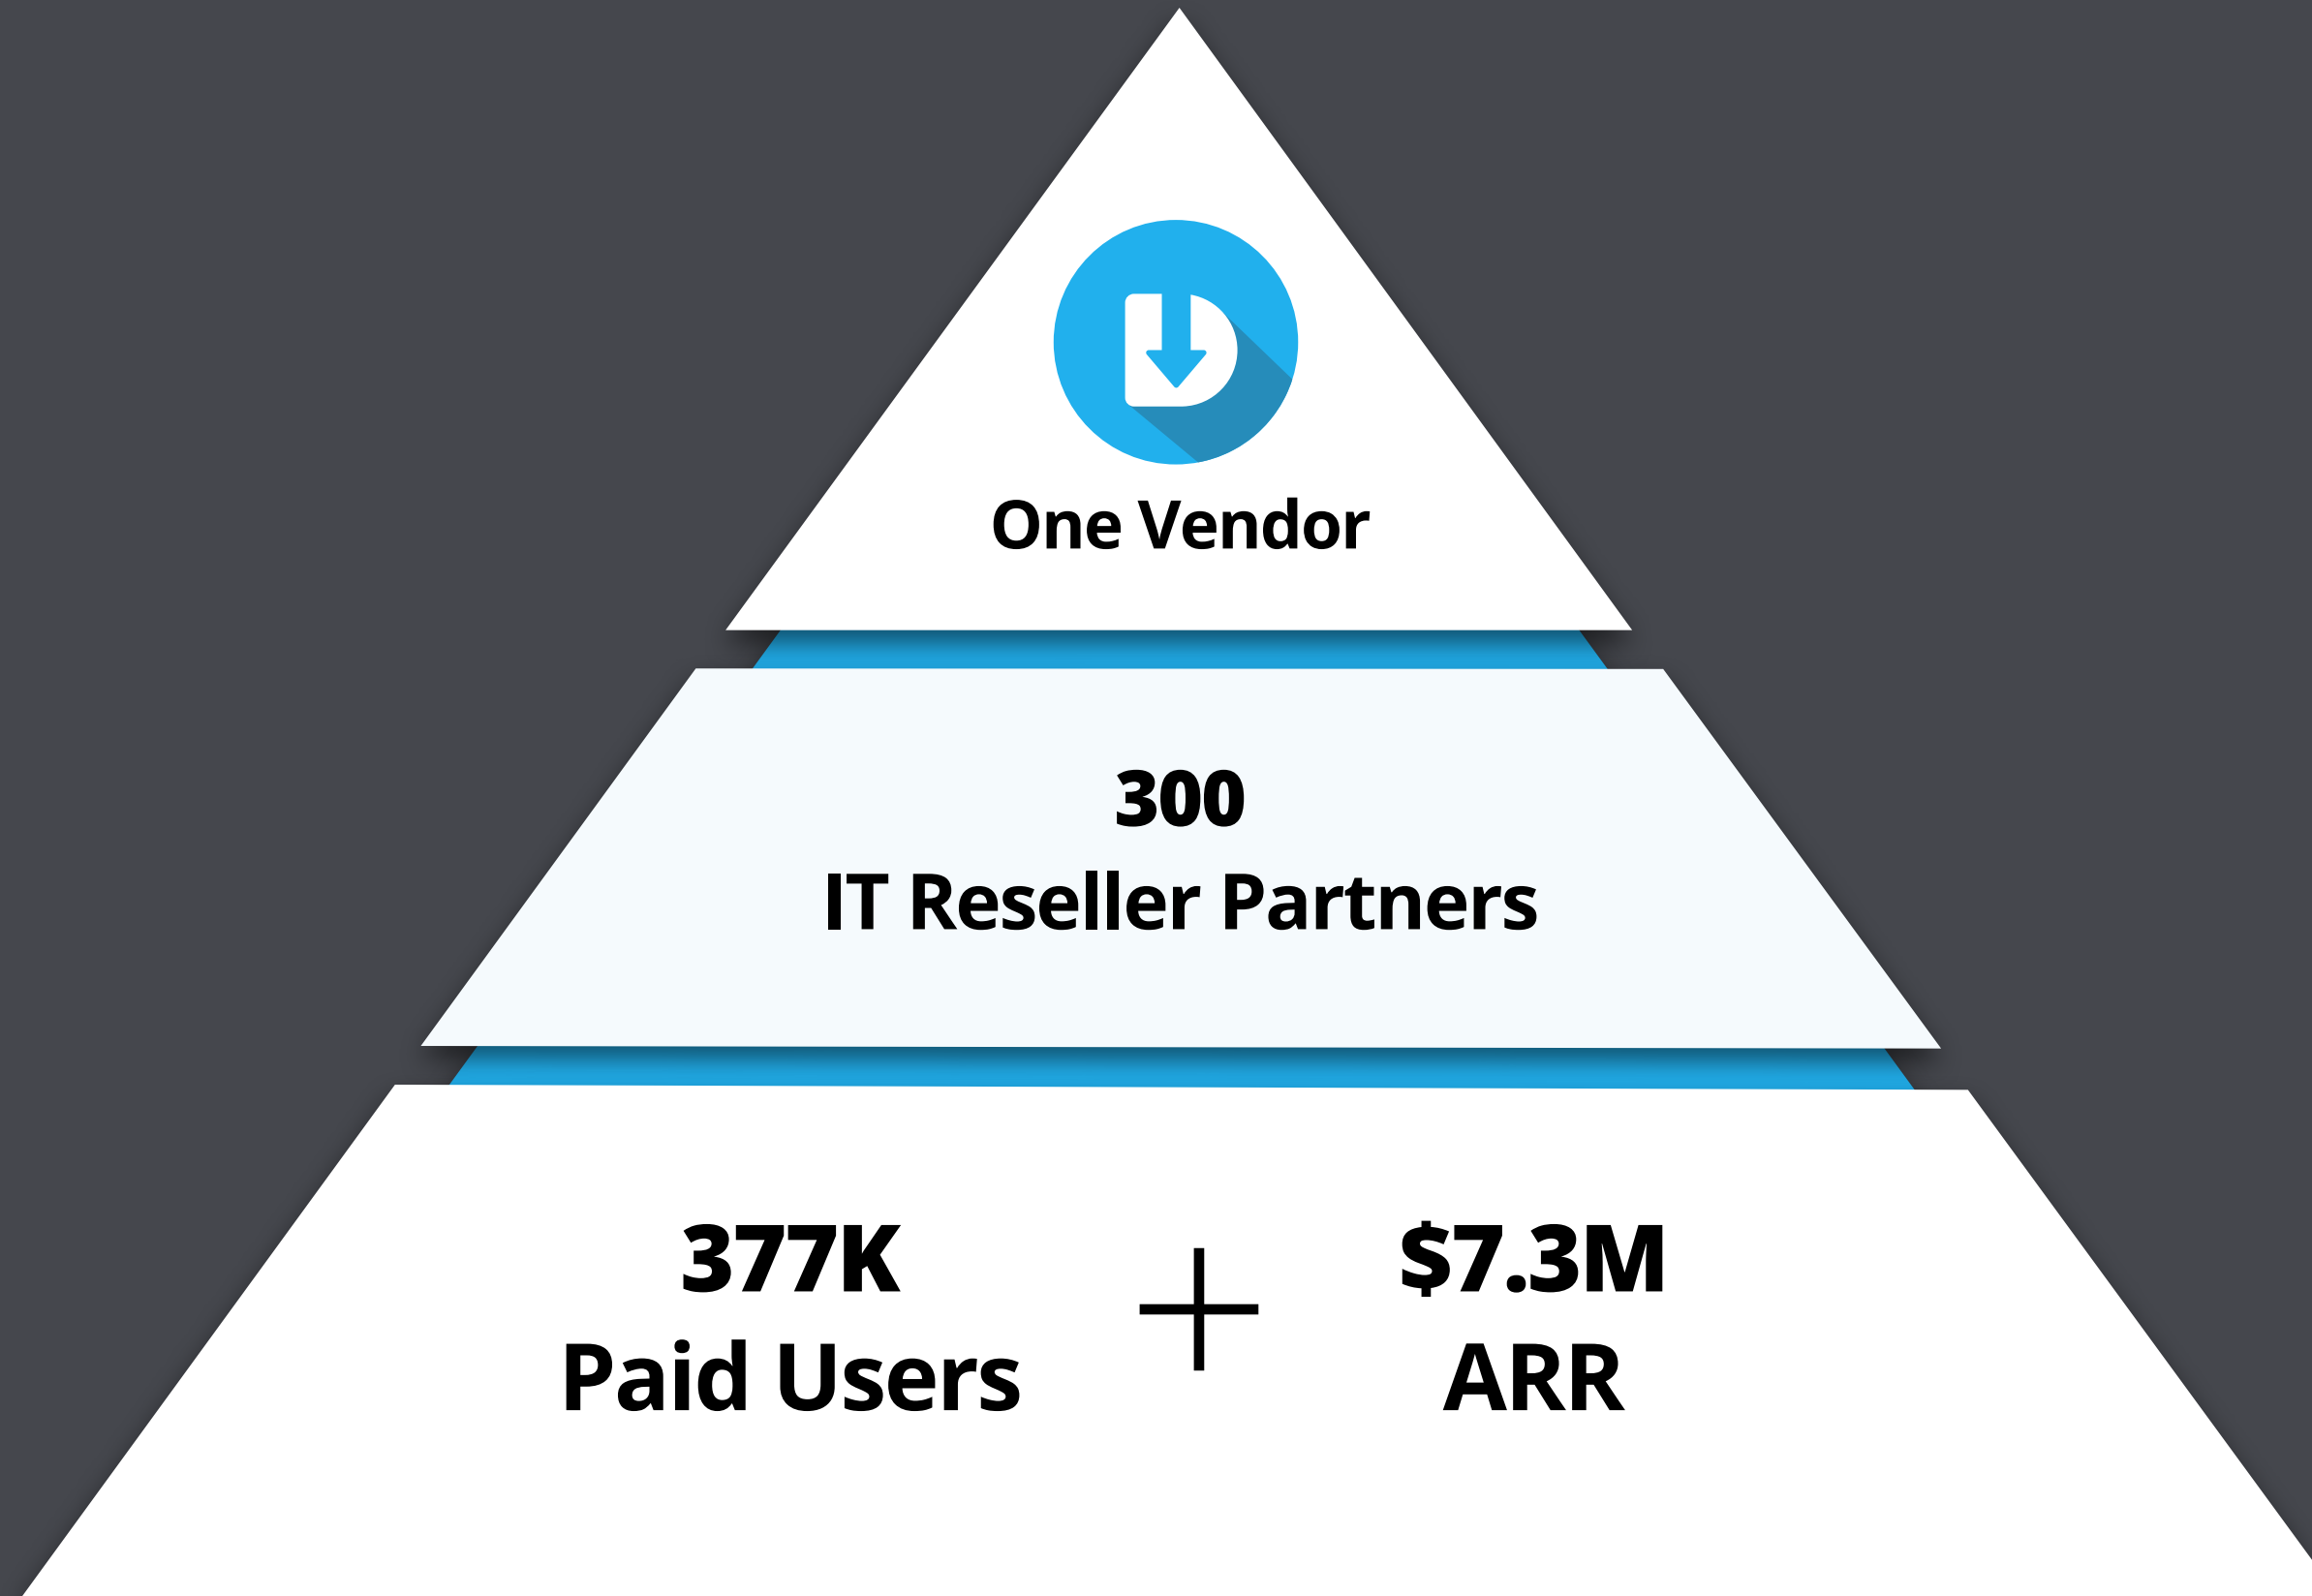 One Vendor
300
IT Reseller Partners
377K
Paid Users
+
$7.3M
ARR